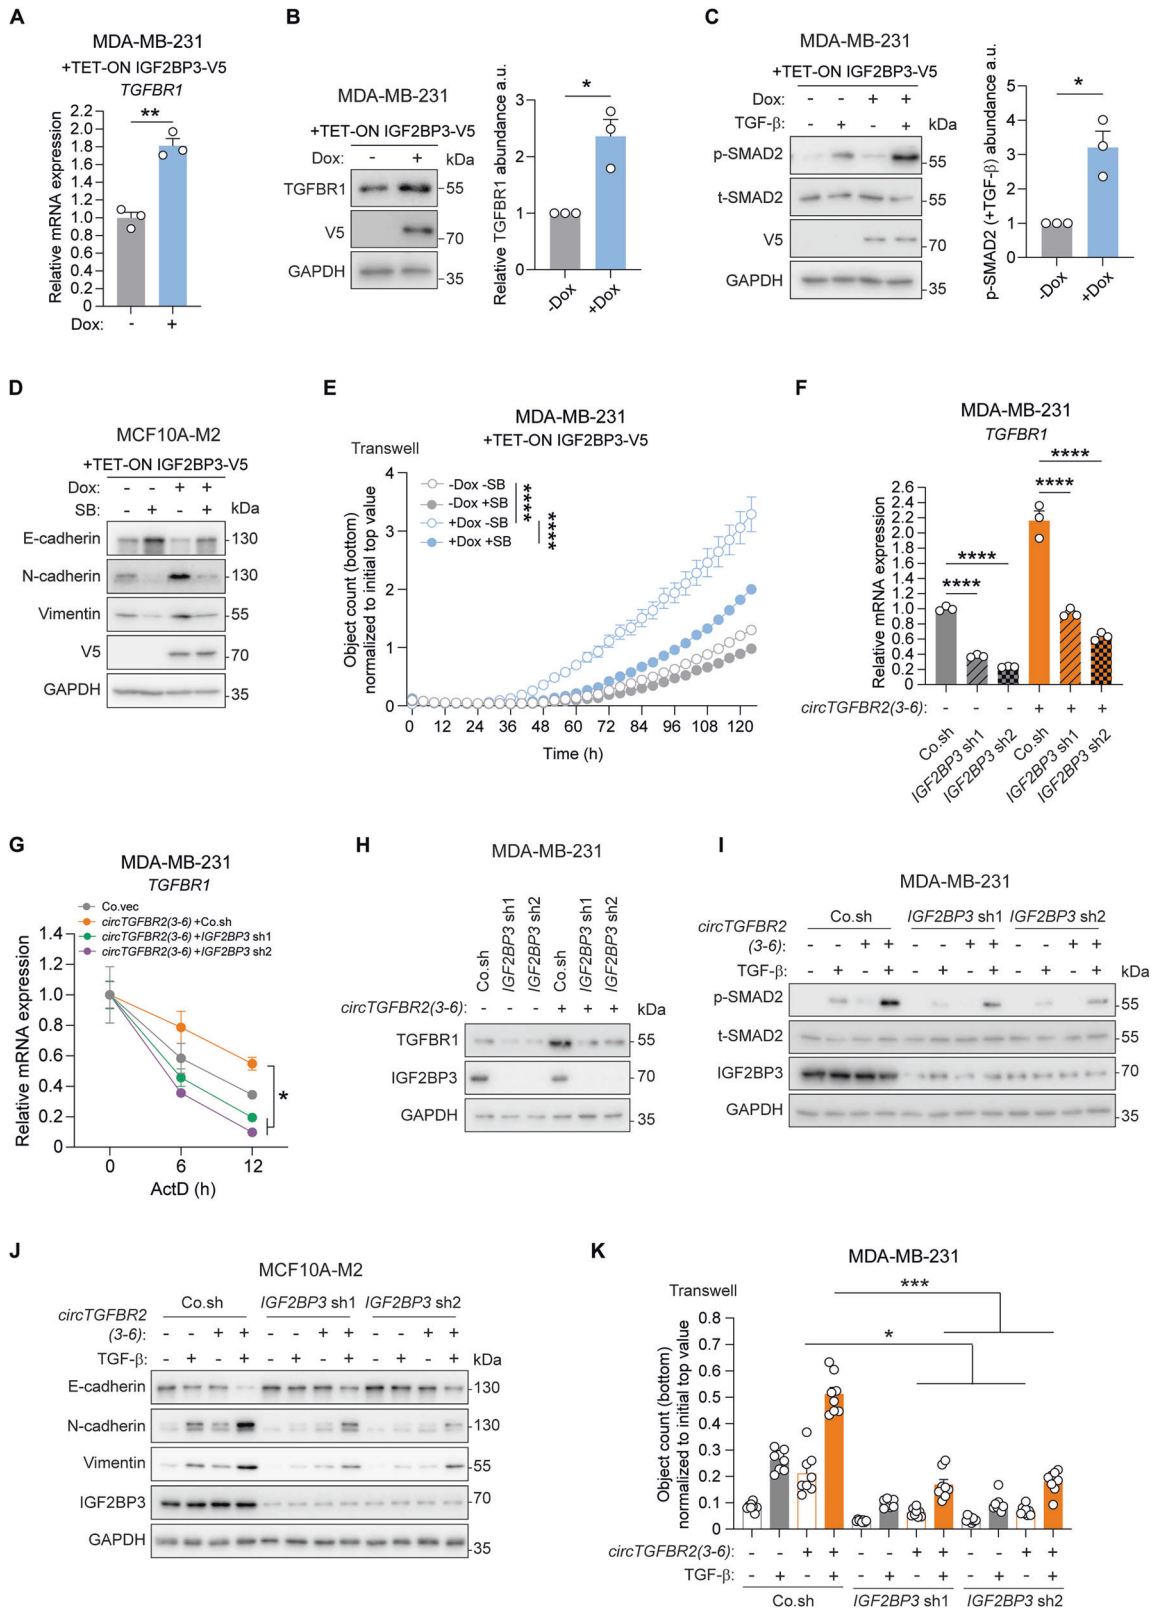 A
MDA-MB-231
+TET-ON IGF2BP3-V5
TGFBR1
Relative mRNA expression
2.2
2.0
1.8
1.6
1.4
1.2
1.0
0.8
0.6
0.4
0.2
0
**
Dox: - +
B
MDA-MB-231
+TET-ON IGF2BP3-V5
Dox: - + kDa
TGFBR1 -55
V5 -70
GAPDH -35
Relative TGFBR1 abundance a.u.
3
2
1
0
*
-Dox +Dox
C
MDA-MB-231
+TET-ON IGF2BP3-V5
Dox: - - + +
TGF-β: - + - + kDa
p-SMAD2 -55
t-SMAD2 -55
V5 -70
GAPDH -35
p-SMAD2 (+TGF-β) abundance a.u.
5
4
3
2
1
0
*
-Dox +Dox
D
MCF10A-M2
+TET-ON IGF2BP3-V5
Dox: - - + +
SB: - + - + kDa
E-cadherin -130
N-cadherin -130
Vimentin -55
V5 -70
GAPDH -35
E
MDA-MB-231
+TET-ON IGF2BP3-V5
Transwell
Object count (bottom)
normalized to initial top value
4
3
2
1
0
-Dox -SB
-Dox +SB
+Dox -SB
+Dox +SB
****
****
0 12 24 36 48 60 72 84 96 108 120
Time (h)
F
MDA-MB-231
TGFBR1
Relative mRNA expression
2.6
2.4
2.2
2.0
1.8
1.6
1.4
1.2
1.0
0.8
0.6
0.4
0.2
0
****
****
****
****
circTGFBR2(3-6): - - - + + +
Co.sh IGF2BP3 sh1 IGF2BP3 sh2 Co.sh IGF2BP3 sh1 IGF2BP3 sh2
G
MDA-MB-231
TGFBR1
Co.vec
circTGFBR2(3-6) +Co.sh
circTGFBR2(3-6) +IGF2BP3 sh1
circTGFBR2(3-6) +IGF2BP3 sh2
Relative mRNA expression
1.4
1.2
1.0
0.8
0.6
0.4
0.2
0
*
0 6 12
ActD (h)
H
MDA-MB-231
Co.sh IGF2BP3 sh1 IGF2BP3 sh2 Co.sh IGF2BP3 sh1 IGF2BP3 sh2
circTGFBR2(3-6): - - - + + + kDa
TGFBR1 -55
IGF2BP3 -70
GAPDH -35
I
MDA-MB-231
Co.sh IGF2BP3 sh1 IGF2BP3 sh2
circTGFBR2
(3-6): - - + + - - + + - - + +
TGF-β: - + - + - + - + - + - + kDa
p-SMAD2 -55
t-SMAD2 -55
IGF2BP3 -70
GAPDH -35
J
MCF10A-M2
Co.sh IGF2BP3 sh1 IGF2BP3 sh2
circTGFBR2
(3-6): - - + + - - + + - - + +
TGF-β: - + - + - + - + - + - + kDa
E-cadherin -130
N-cadherin -130
Vimentin -55
IGF2BP3 -70
GAPDH -35
K
MDA-MB-231
Transwell
Object count (bottom)
normalized to initial top value
0.8
0.7
0.6
0.5
0.4
0.3
0.2
0.1
0
***
*
circTGFBR2(3-6): - - + + - - + + - - + +
TGF-β: - + - + - + - + - + - +
Co.sh IGF2BP3 sh1 IGF2BP3 sh2